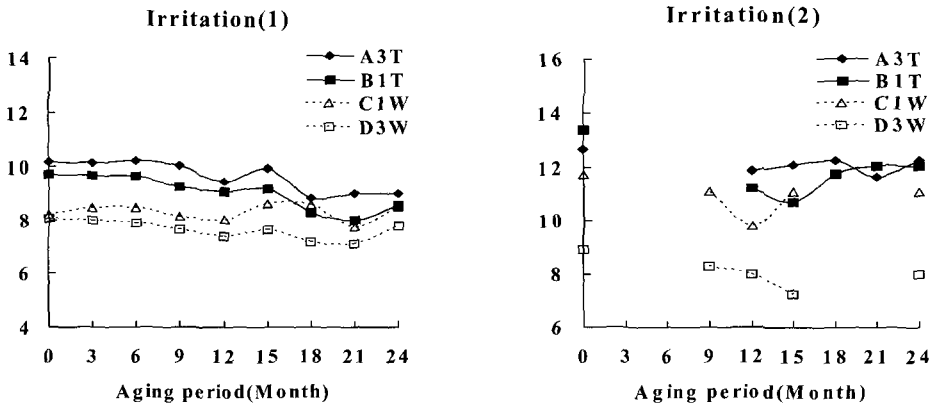 Irritation(1)
14
12
10
8
6
4
A3T
B1T
C1W
D3W
0 3 6 9 12 15 18 21 24
Aging period(Month)
Irritation(2)
16
14
12
10
8
6
A3T
B1T
C1W
D3W
0 3 6 9 12 15 18 21 24
Aging period(Month)